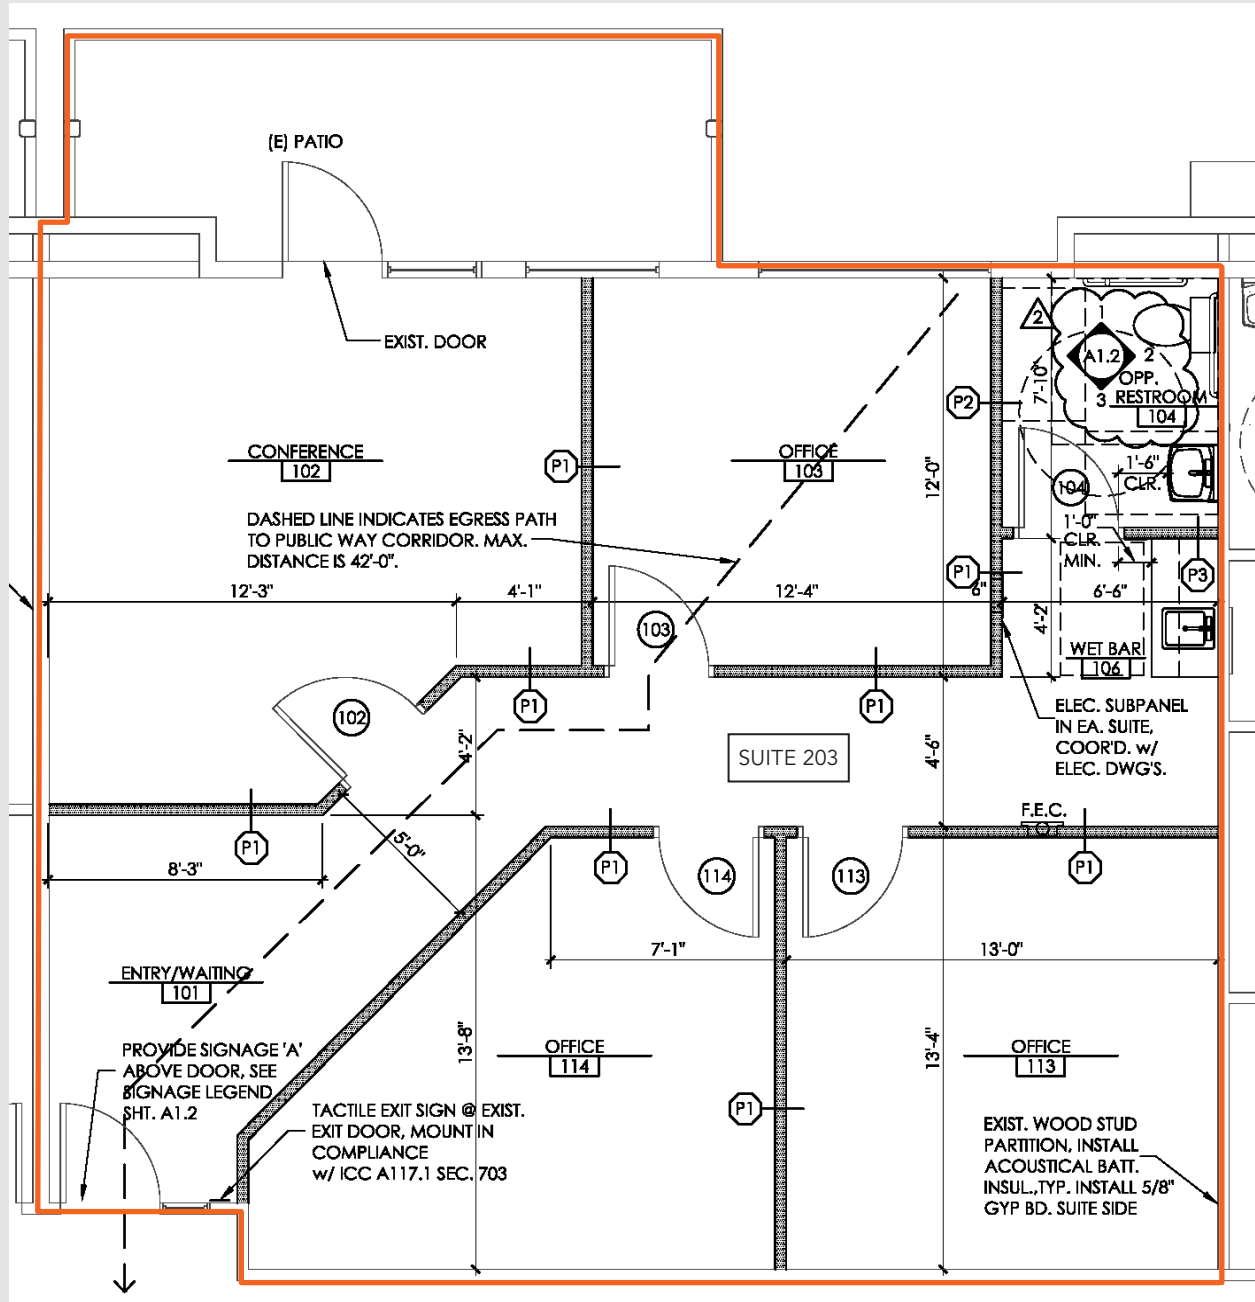 (E) PATIO
EXIST. DOOR
2
1
A1.2
2
3
OPP.
RESTROOM
104
7'-10"
P2
CONFERENCE
102
P1
OFFICE
103
12'-0"
1'-6"
CLR.
104
DASHED LINE INDICATES EGRESS PATH
TO PUBLIC WAY CORRIDOR. MAX.
DISTANCE IS 42'-0".
1'-0"
CLR.
MIN.
P1
P3
12'-3"
4'-1"
12'-4"
6"
6'-6"
103
4'-2"
WET BAR
106
102
P1
P1
ELEC. SUBPANEL
IN EA. SUITE,
COOR'D. w/
ELEC. DWG'S.
4'-2"
SUITE 203
4'-6"
F.E.C.
P1
5'-0"
P1
114
113
P1
8'-3"
7'-1"
13'-0"
ENTRY/WAITING
101
13'-8"
13'-4"
OFFICE
114
OFFICE
113
PROVIDE SIGNAGE 'A'
ABOVE DOOR, SEE
SIGNAGE LEGEND
SHT. A1.2
TACTILE EXIT SIGN @ EXIST.
EXIT DOOR, MOUNT IN
COMPLIANCE
w/ ICC A117.1 SEC. 703
P1
EXIST. WOOD STUD
PARTITION, INSTALL
ACOUSTICAL BATT.
INSUL.,TYP. INSTALL 5/8"
GYP BD. SUITE SIDE